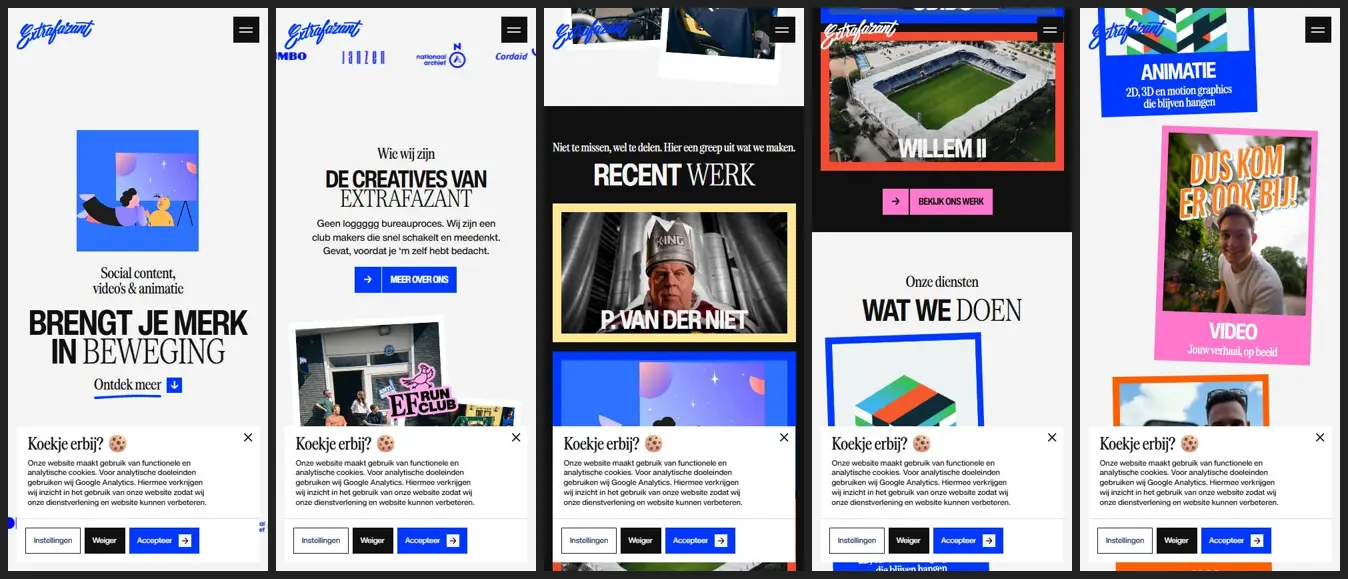 Extrafazant
Social content,
video's & animatie
BRENGT JE MERK
IN BEWEGING
Ontdek meer
Koekje erbij?
Onze website maakt gebruik van functionele en
analytische cookies. Voor analytische doeleinden
gebruiken wij Google Analytics. Hiermee verkrijgen
wij inzicht in het gebruik van onze website zodat wij
onze dienstverlening en website kunnen verbeteren.
Instellingen
Weiger
Accepteer
Extrafazant
MBO
JANZEN
nationaal
archief
N
A
Cordaid
Wie wij zijn
DE CREATIVES VAN
EXTRAFAZANT
Geen loggggg bureauproces. Wij zijn een
club makers die snel schakelt en meedenkt.
Gevat, voordat je 'm zelf hebt bedacht.
MEER OVER ONS
EF RUN
CLUB
Koekje erbij?
Onze website maakt gebruik van functionele en
analytische cookies. Voor analytische doeleinden
gebruiken wij Google Analytics. Hiermee verkrijgen
wij inzicht in het gebruik van onze website zodat wij
onze dienstverlening en website kunnen verbeteren.
Instellingen
Weiger
Accepteer
Extrafazant
Niet te missen, wel te delen. Hier een greep uit wat we maken.
RECENT WERK
KING
P. VAN DER NIET
Koekje erbij?
Onze website maakt gebruik van functionele en
analytische cookies. Voor analytische doeleinden
gebruiken wij Google Analytics. Hiermee verkrijgen
wij inzicht in het gebruik van onze website zodat wij
onze dienstverlening en website kunnen verbeteren.
Instellingen
Weiger
Accepteer
Extrafazant
WILLEM II
BEKIJK ONS WERK
Onze diensten
WAT WE DOEN
Koekje erbij?
Onze website maakt gebruik van functionele en
analytische cookies. Voor analytische doeleinden
gebruiken wij Google Analytics. Hiermee verkrijgen
wij inzicht in het gebruik van onze website zodat wij
onze dienstverlening en website kunnen verbeteren.
Instellingen
Weiger
Accepteer
die blijven hangen
Extrafazant
ANIMATIE
2D, 3D en motion graphics
die blijven hangen
DUS KOM
ER OOK BIJ!
VIDEO
Jouw verhaal, op beeld
Koekje erbij?
Onze website maakt gebruik van functionele en
analytische cookies. Voor analytische doeleinden
gebruiken wij Google Analytics. Hiermee verkrijgen
wij inzicht in het gebruik van onze website zodat wij
onze dienstverlening en website kunnen verbeteren.
Instellingen
Weiger
Accepteer